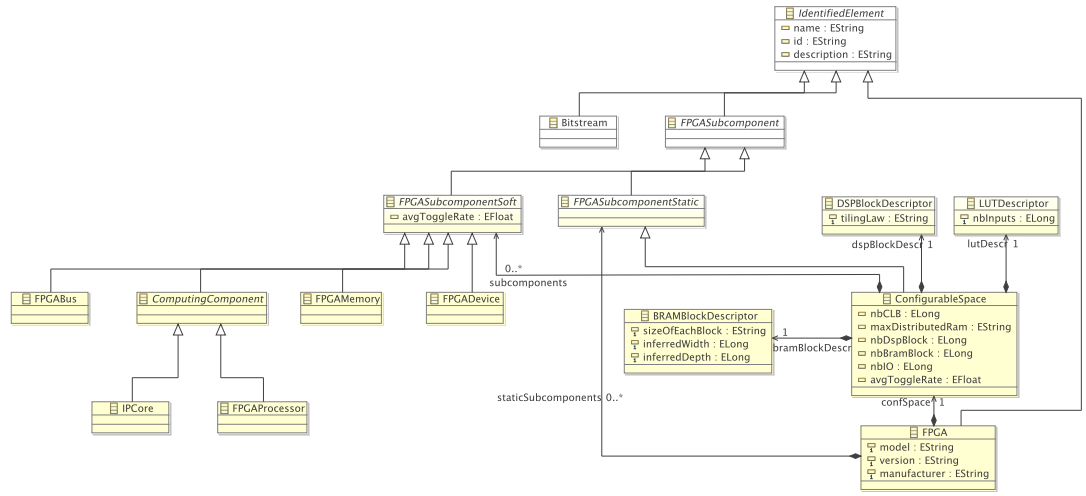 IdentifiedElement
name : EString
id : EString
description : EString
Bitstream
FPGASubcomponent
FPGASubcomponentSoft
avgToggleRate : EFloat
FPGASubcomponentStatic
DSPBlockDescriptor
tilingLaw : EString
LUTDescriptor
nbInputs : ELong
dspBlockDescr 1
lutDescr 1
0..*
subcomponents
FPGABus
ComputingComponent
FPGAMemory
FPGADevice
ConfigurableSpace
nbCLB : ELong
maxDistributedRam : EString
nbDspBlock : ELong
nbBramBlock : ELong
nbIO : ELong
avgToggleRate : EFloat
BRAMBlockDescriptor
sizeOfEachBlock : EString
inferredWidth : ELong
inferredDepth : ELong
1
bramBlockDescr
staticSubcomponents 0..*
confSpace 1
IPCore
FPGAProcessor
FPGA
model : EString
version : EString
manufacturer : EString